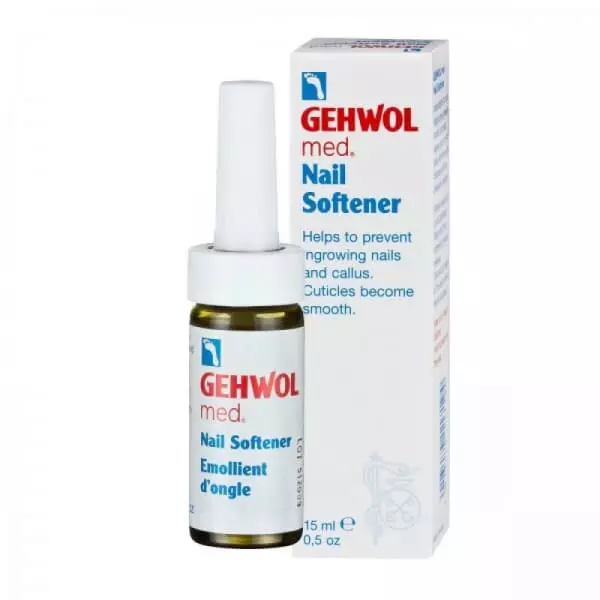 GEHWOL
med.
Nail
Softener
Helps to prevent
ingrowing nails
and callus.
Cuticles become
smooth.
15 ml ℮
0,5 oz
GEHWOL
med.
Nail Softener
Emollient
d'ongle